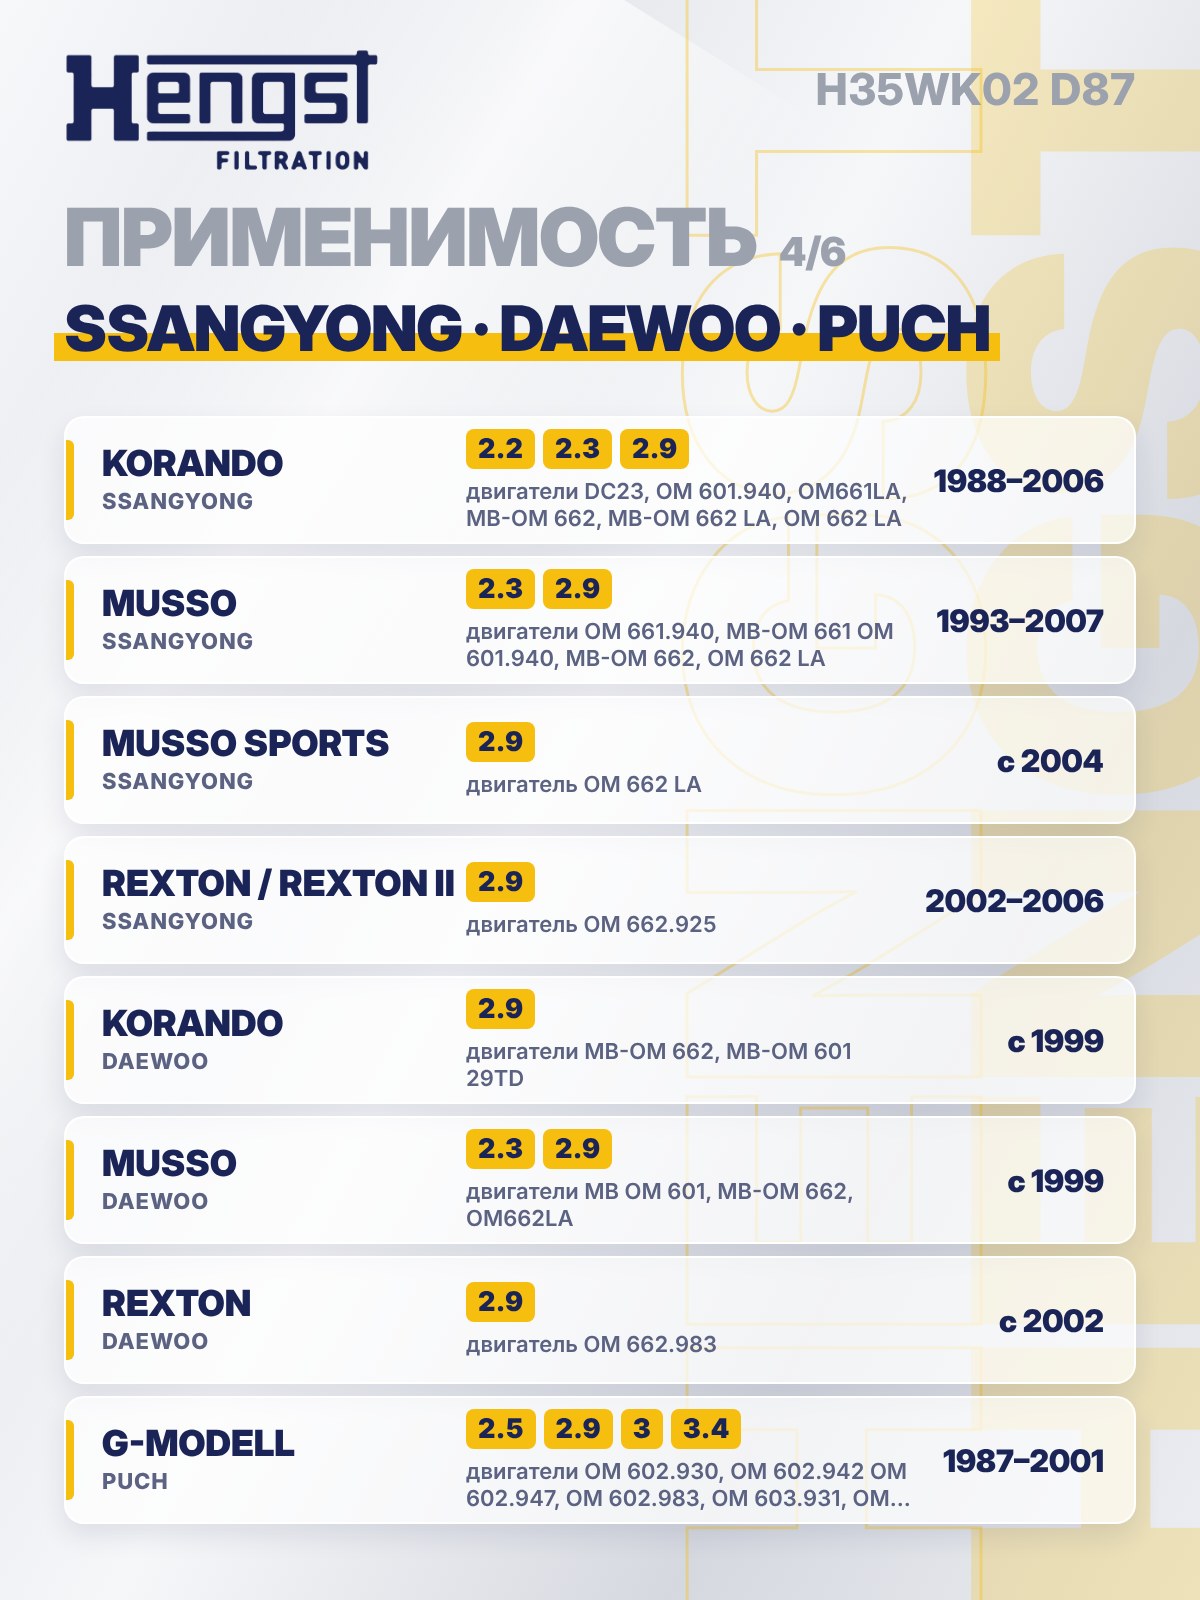 Hengst
FILTRATION
H35WK02 D87
ПРИМЕНИМОСТЬ 4/6
SSANGYONG · DAEWOO · PUCH
KORANDO
SSANGYONG
2.2 2.3 2.9
двигатели DC23, OM 601.940, OM661LA,
MB-OM 662, MB-OM 662 LA, OM 662 LA
1988–2006
MUSSO
SSANGYONG
2.3 2.9
двигатели OM 661.940, MB-OM 661 OM
601.940, MB-OM 662, OM 662 LA
1993–2007
MUSSO SPORTS
SSANGYONG
2.9
двигатель OM 662 LA
с 2004
REXTON / REXTON II
SSANGYONG
2.9
двигатель OM 662.925
2002–2006
KORANDO
DAEWOO
2.9
двигатели MB-OM 662, MB-OM 601
29TD
с 1999
MUSSO
DAEWOO
2.3 2.9
двигатели MB OM 601, MB-OM 662,
OM662LA
с 1999
REXTON
DAEWOO
2.9
двигатель OM 662.983
с 2002
G-MODELL
PUCH
2.5 2.9 3 3.4
двигатели OM 602.930, OM 602.942 OM
602.947, OM 602.983, OM 603.931, OM...
1987–2001
HENGST